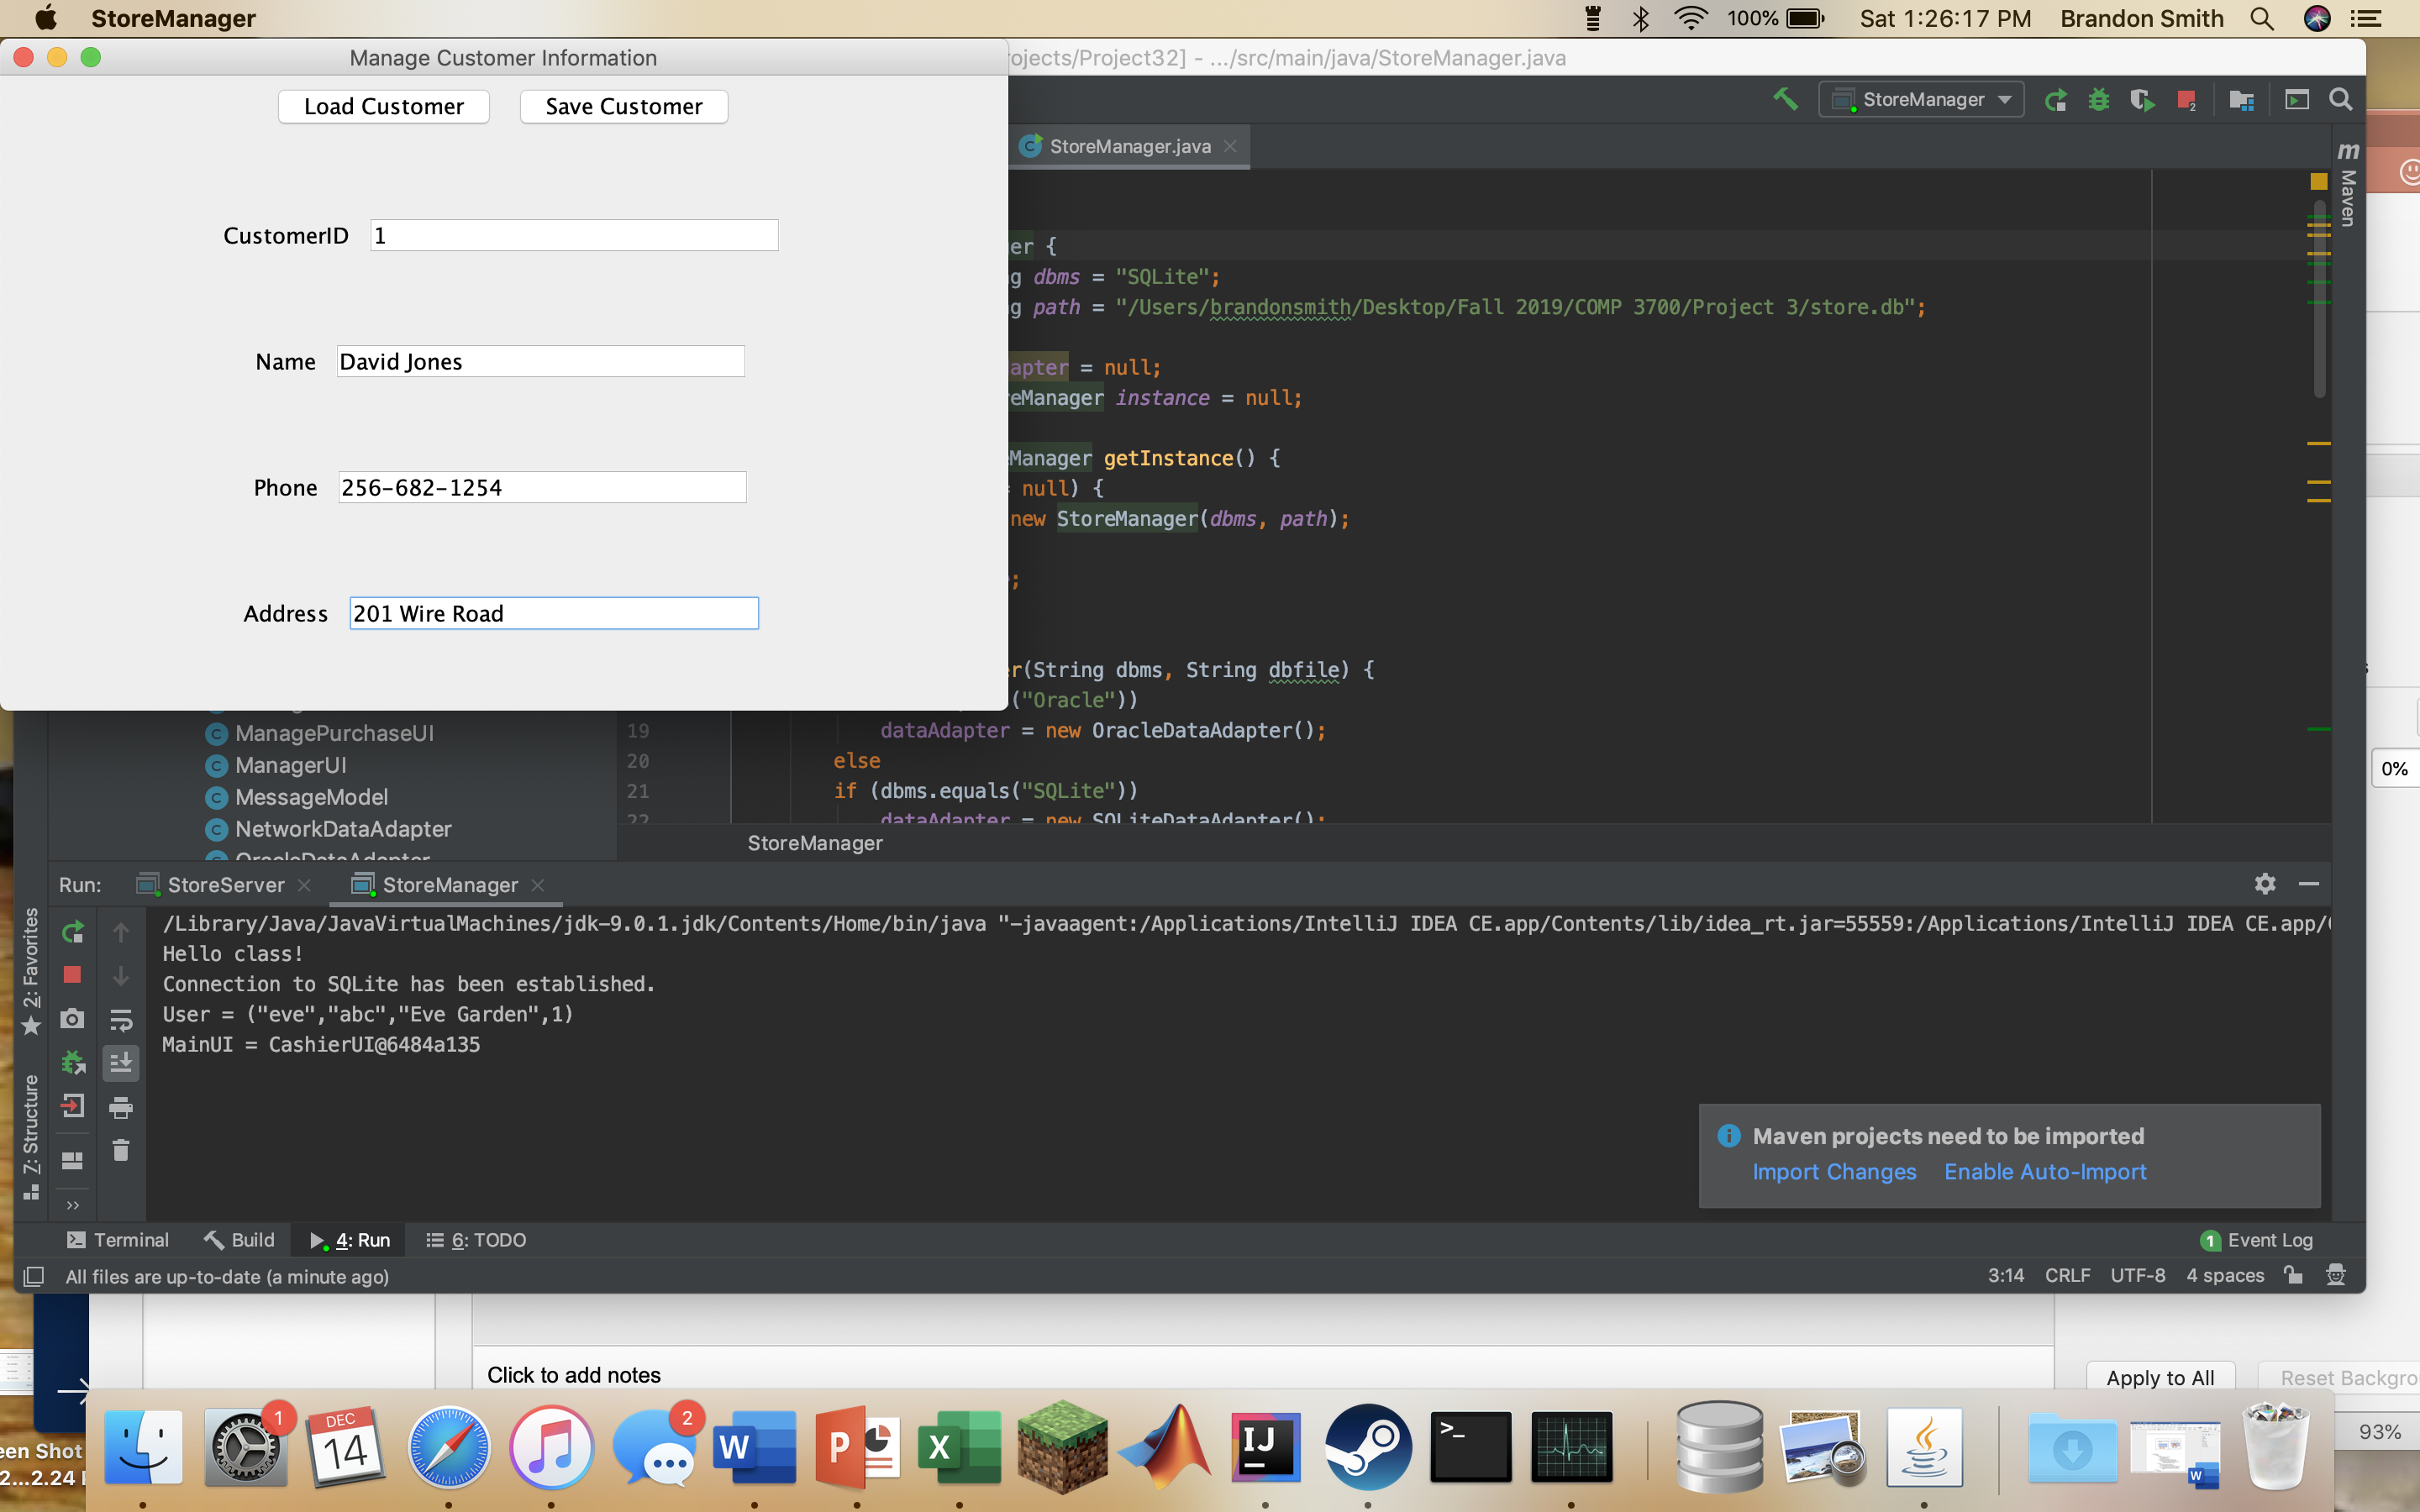 StoreManager
100%
Sat 1:26:17 PM
Brandon Smith
Manage Customer Information
ojects/Project32] - .../src/main/java/StoreManager.java
Load Customer
Save Customer
StoreManager
StoreManager.java
m
Maven
CustomerID 1
Name David Jones
Phone 256-682-1254
Address 201 Wire Road
er {
g dbms = "SQLite";
g path = "/Users/brandonsmith/Desktop/Fall 2019/COMP 3700/Project 3/store.db";
apter = null;
eManager instance = null;
Manager getInstance() {
= null) {
new StoreManager(dbms, path);
;
r(String dbms, String dbfile) {
("Oracle"))
19 dataAdapter = new OracleDataAdapter();
20 else
21 if (dbms.equals("SQLite"))
22 dataAdapter = new SQLiteDataAdapter();
ManagePurchaseUI
ManagerUI
MessageModel
NetworkDataAdapter
OracleDataAdapter
StoreManager
0%
Run:
StoreServer
StoreManager
/Library/Java/JavaVirtualMachines/jdk-9.0.1.jdk/Contents/Home/bin/java "-javaagent:/Applications/IntelliJ IDEA CE.app/Contents/lib/idea_rt.jar=55559:/Applications/IntelliJ IDEA CE.app/
Hello class!
Connection to SQLite has been established.
User = ("eve","abc","Eve Garden",1)
MainUI = CashierUI@6484a135
2: Favorites
7: Structure
Maven projects need to be imported
Import Changes
Enable Auto-Import
Terminal
Build
4: Run
6: TODO
1 Event Log
All files are up-to-date (a minute ago)
3:14
CRLF
UTF-8
4 spaces
Click to add notes
Apply to All
Reset Backgro
een Shot
2...2.24
1
DEC
14
2
W
P
X
IJ
>_
W
93%